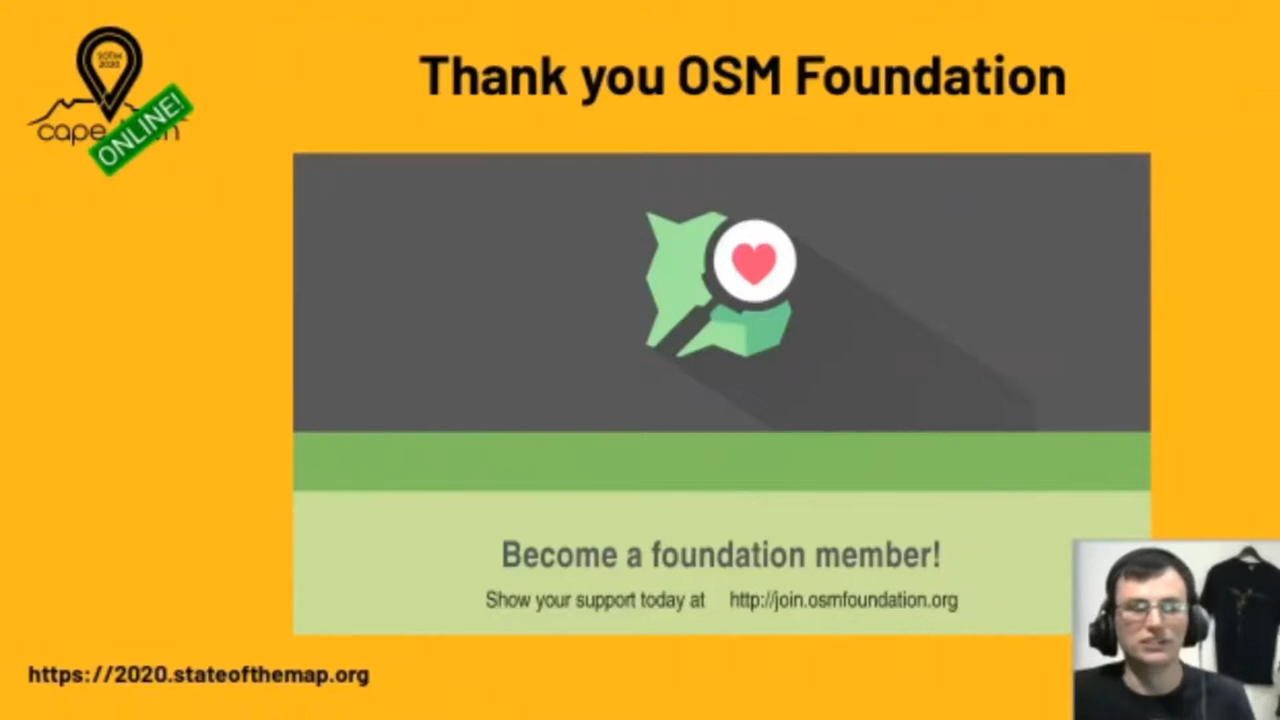 SOTM
2020
cape
ONLINE!
Thank you OSM Foundation
Become a foundation member!
Show your support today at http://join.osmfoundation.org
https://2020.stateofthemap.org